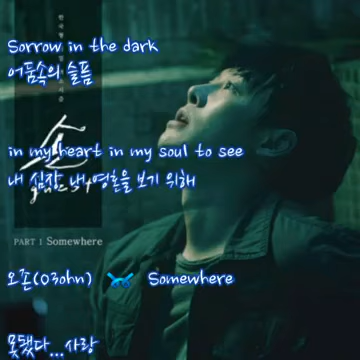 Sorrow in the dark
어둠속의 슬픔
in my heart in my soul to see
내 심장 내 영혼을 보기 위해
PART 1 Somewhere
오존(O3ohn) Somewhere
못됐다...사랑